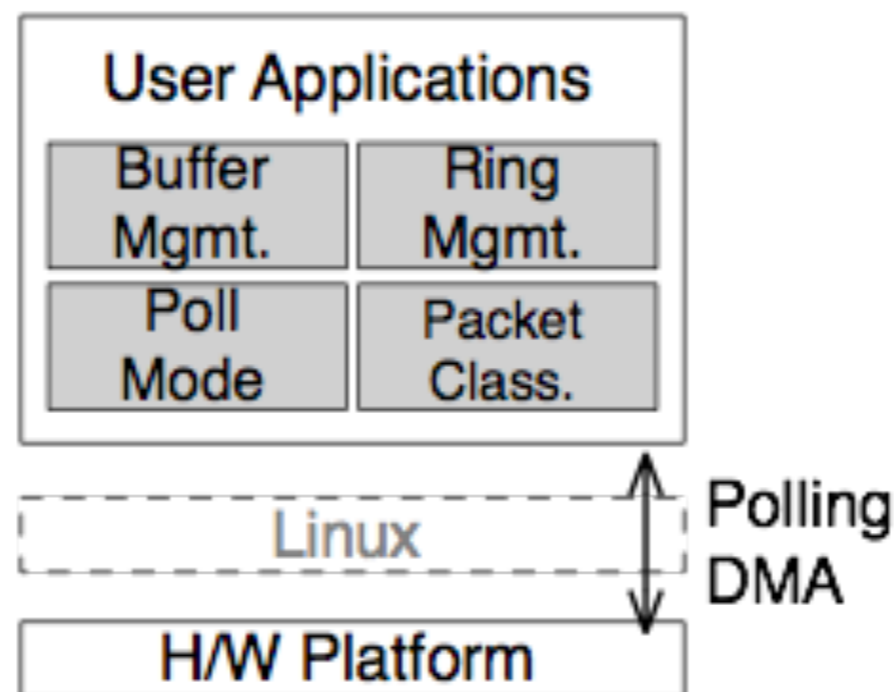 User Applications
Buffer
Mgmt.
Ring
Mgmt.
Poll
Mode
Packet
Class.
Linux
Polling
DMA
H/W Platform